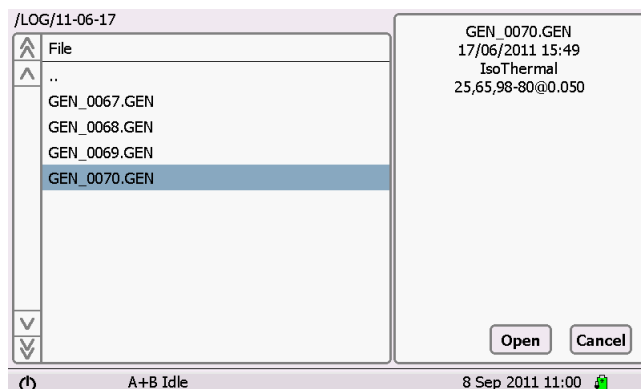 /LOG/11-06-17
File
..
GEN_0067.GEN
GEN_0068.GEN
GEN_0069.GEN
GEN_0070.GEN
GEN_0070.GEN
17/06/2011 15:49
IsoThermal
25,65,98-80@0.050
Open
Cancel
A+B Idle
8 Sep 2011 11:00